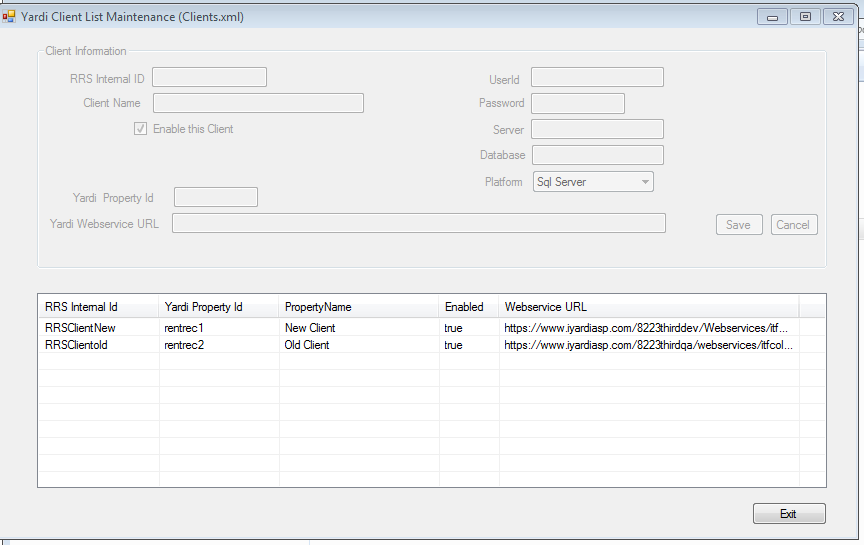 Yardi Client List Maintenance (Clients.xml)
Client Information
RRS Internal ID
UserId
Client Name
Password
Enable this Client
Server
Database
Platform Sql Server
Yardi Property Id
Yardi Webservice URL
Save Cancel
RRS Internal Id Yardi Property Id PropertyName Enabled Webservice URL
RRSClientNew rentrec1 New Client true https://www.iyardiasp.com/8223thirddev/Webservices/itf...
RRSClientold rentrec2 Old Client true https://www.iyardiasp.com/8223thirdqa/webservices/itfcol...
Exit